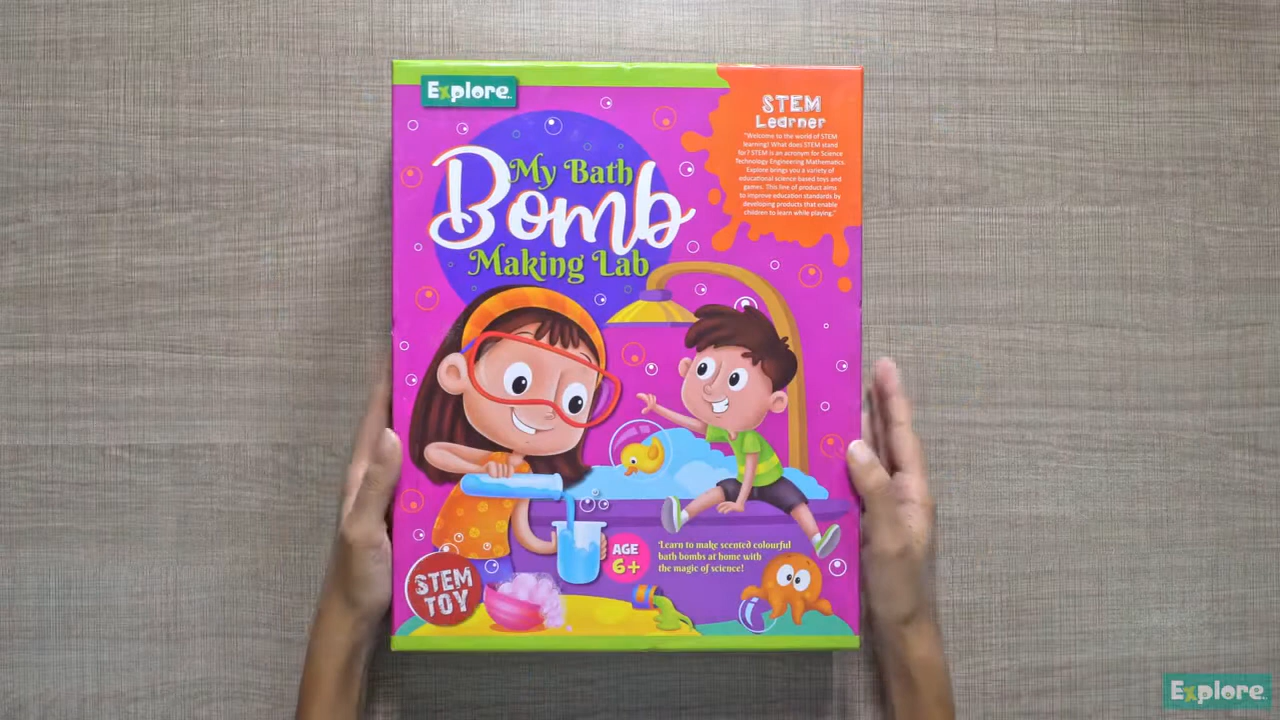 Explore
My Bath
Bomb
Making Lab
STEM
Learner
"Welcome to the world of STEM
learning! What does STEM stand
for? STEM is an acronym for Science
Technology Engineering Mathematics.
Explore brings you a variety of
educational science based toys and
games. This line of product aims
to improve education standards by
developing products that enable
children to learn while playing."
AGE
6+
Learn to make scented colourful
bath bombs at home with
the magic of science!
STEM
TOY
Explore